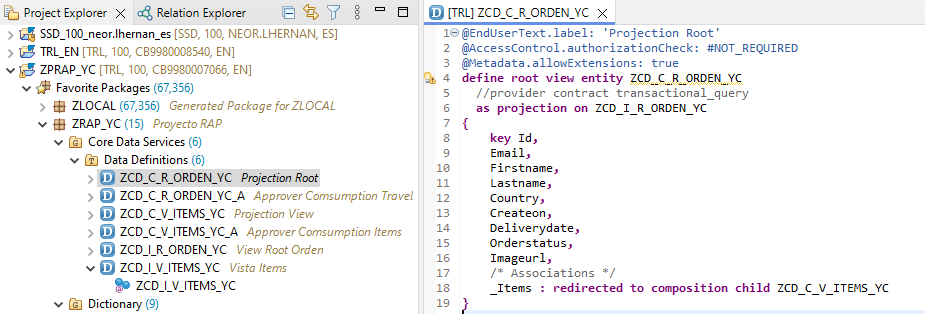 Project Explorer
Relation Explorer
SSD_100_neor.lhernan_es [SSD, 100, NEOR.LHERNAN, ES]
TRL_EN [TRL, 100, CB9980008540, EN]
ZPRAP_YC [TRL, 100, CB9980007066, EN]
Favorite Packages (67,356)
ZLOCAL (67,356) Generated Package for ZLOCAL
ZRAP_YC (15) Proyecto RAP
Core Data Services (6)
Data Definitions (6)
ZCD_C_R_ORDEN_YC Projection Root
ZCD_C_R_ORDEN_YC_A Approver Comsumption Travel
ZCD_C_V_ITEMS_YC Projection View
ZCD_C_V_ITEMS_YC_A Approver Comsumption Items
ZCD_I_R_ORDEN_YC View Root Orden
ZCD_I_V_ITEMS_YC Vista Items
ZCD_I_V_ITEMS_YC
Dictionary (9)
[TRL] ZCD_C_R_ORDEN_YC
1 @EndUserText.label: 'Projection Root'
2 @AccessControl.authorizationCheck: #NOT_REQUIRED
3 @Metadata.allowExtensions: true
4 define root view entity ZCD_C_R_ORDEN_YC
5 //provider contract transactional_query
6 as projection on ZCD_I_R_ORDEN_YC
7 {
8 key Id,
9 Email,
10 Firstname,
11 Lastname,
12 Country,
13 Createon,
14 Deliverydate,
15 Orderstatus,
16 Imageurl,
17 /* Associations */
18 _Items : redirected to composition child ZCD_C_V_ITEMS_YC
19 }